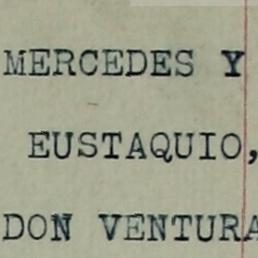 MERCEDES Y
EUSTAQUIO,
DON VENTURA